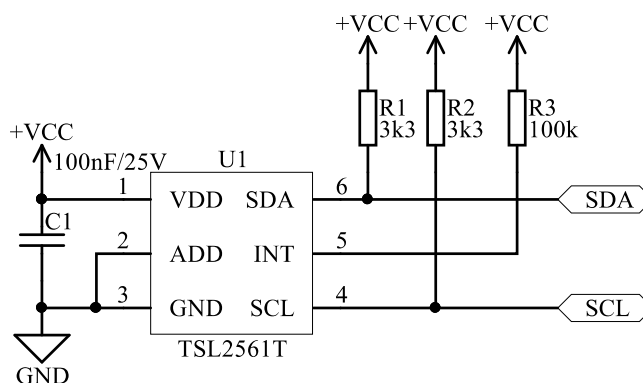 +VCC +VCC +VCC
R1 R2 R3
3k3 3k3 100k
+VCC
100nF/25V U1
1 VDD SDA 6 SDA
C1
2 ADD INT 5
3 GND SCL 4 SCL
TSL2561T
GND